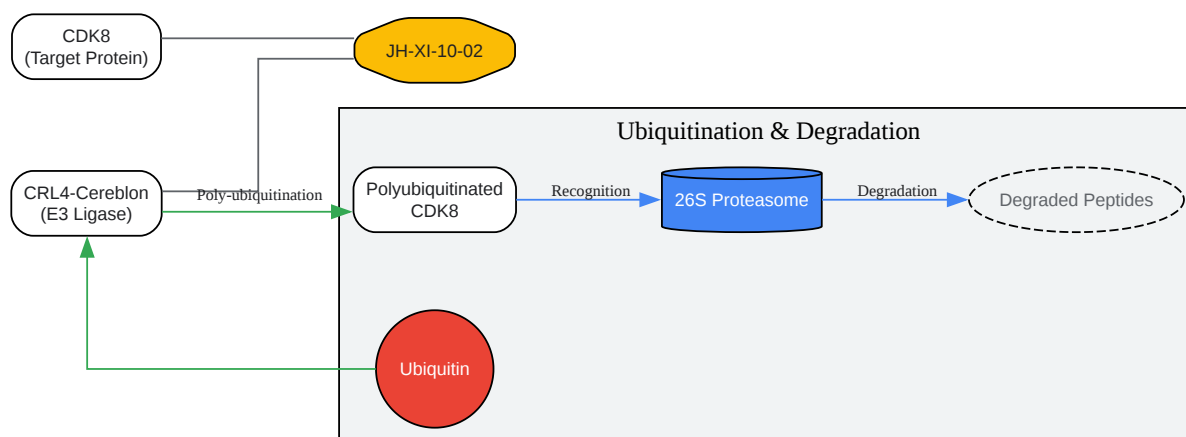 CDK8
(Target Protein)
JH-XI-10-02
Ubiquitination & Degradation
CRL4-Cereblon
(E3 Ligase)
Poly-ubiquitination
Polyubiquitinated
CDK8
Recognition
26S Proteasome
Degradation
Degraded Peptides
Ubiquitin